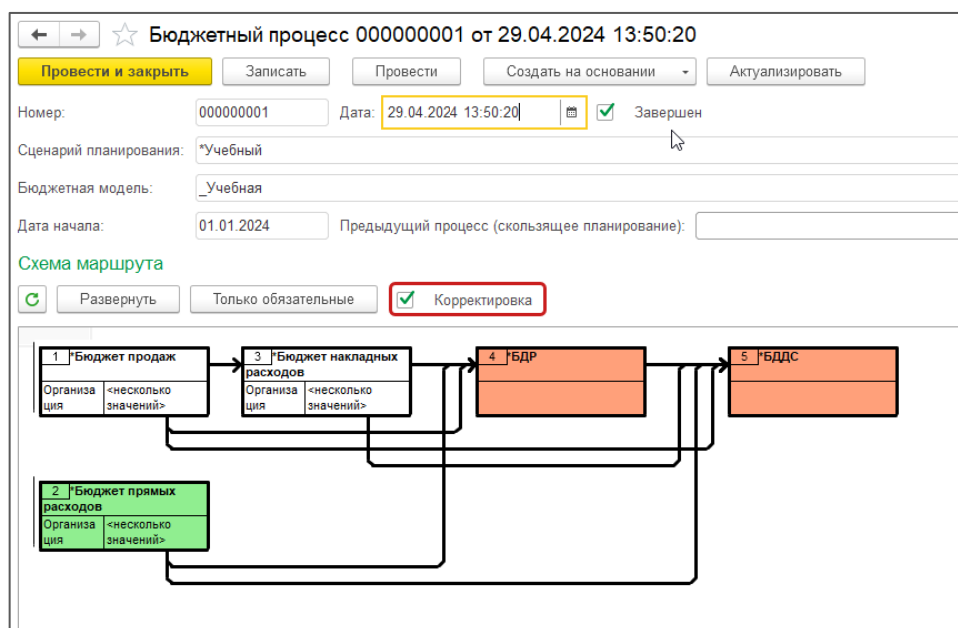 Бюджетный процесс 000000001 от 29.04.2024 13:50:20
Провести и закрыть Записать Провести Создать на основании Актуализировать
Номер: 000000001 Дата: 29.04.2024 13:50:20 Завершен
Сценарий планирования: *Учебный
Бюджетная модель: _Учебная
Дата начала: 01.01.2024 Предыдущий процесс (скользящее планирование):
Схема маршрута
Развернуть Только обязательные Корректировка
1 *Бюджет продаж
Организа <несколько
ция значений>
3 *Бюджет накладных
расходов
Организа <несколько
ция значений>
4 *БДР
5 *БДДС
2 *Бюджет прямых
расходов
Организа <несколько
ция значений>